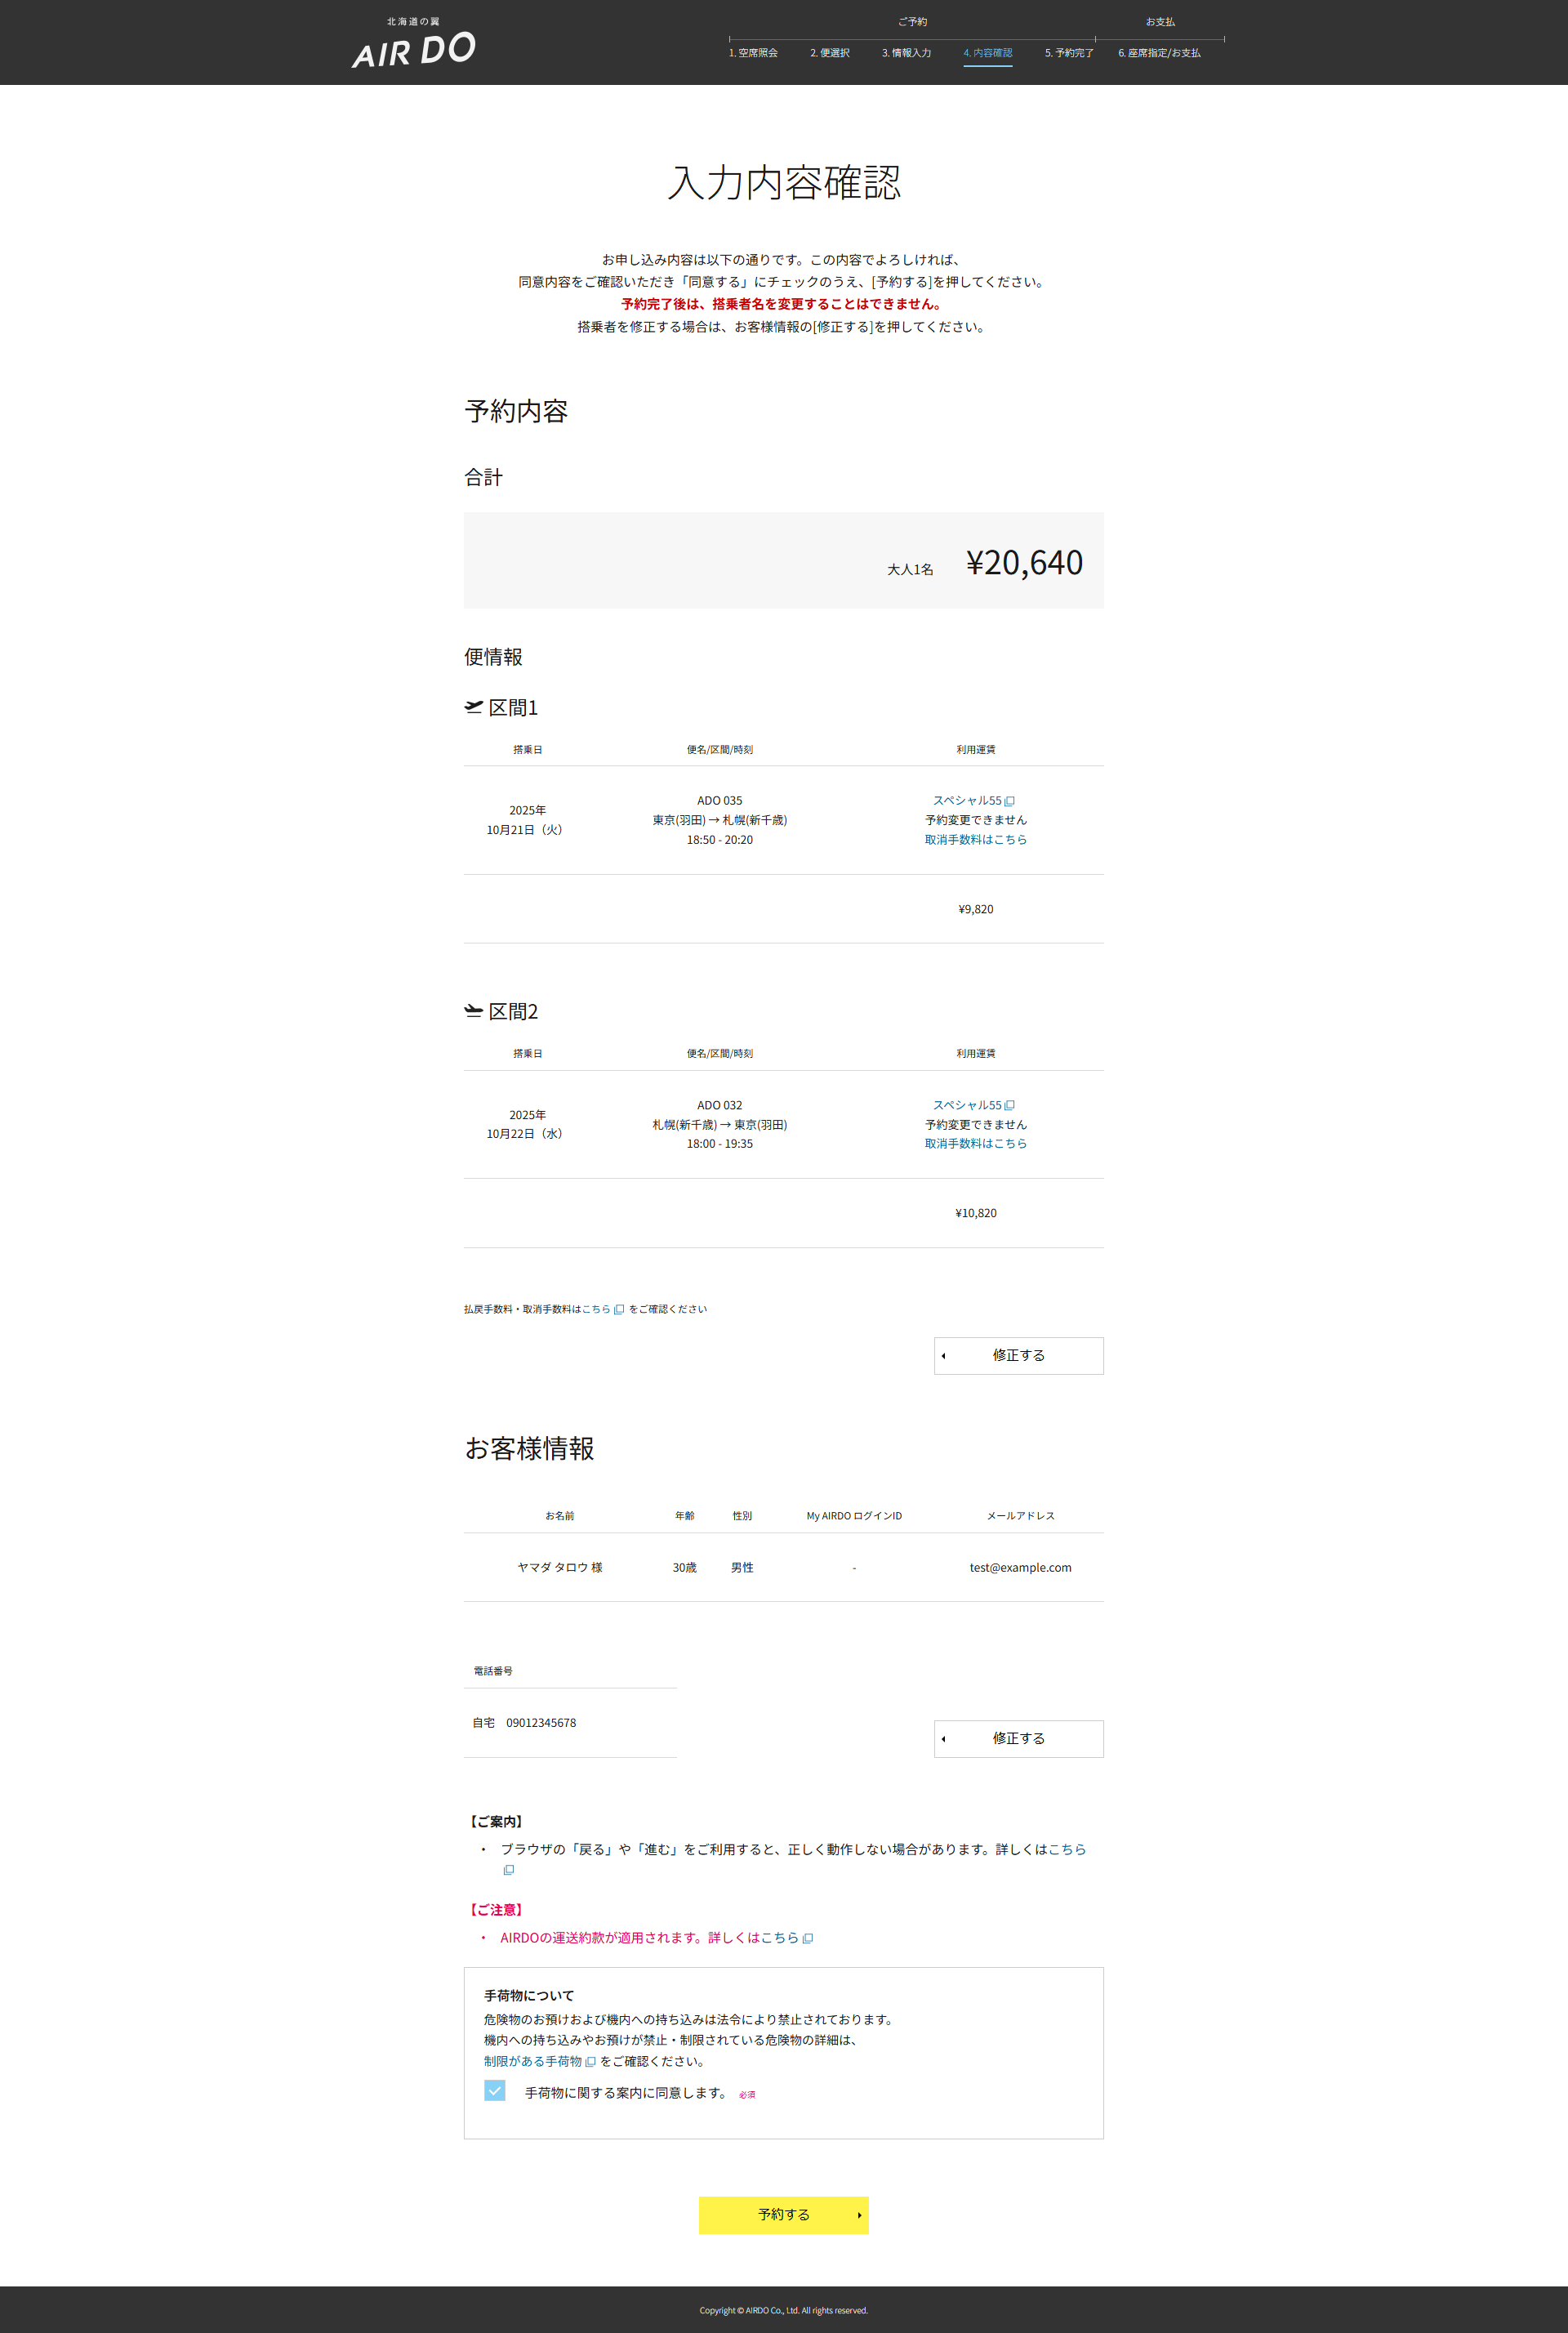 北海道の翼
AIR DO
ご予約
お支払
1. 空席照会
2. 便選択
3. 情報入力
4. 内容確認
5. 予約完了
6. 座席指定/お支払
入力内容確認
お申し込み内容は以下の通りです。この内容でよろしければ、
同意内容をご確認いただき「同意する」にチェックのうえ、[予約する]を押してください。
予約完了後は、搭乗者名を変更することはできません。
搭乗者を修正する場合は、お客様情報の[修正する]を押してください。
予約内容
合計
大人1名 ¥20,640
便情報
区間1
搭乗日 便名/区間/時刻 利用運賃
2025年
10月21日（火）
ADO 035
東京(羽田) → 札幌(新千歳)
18:50 - 20:20
スペシャル55
予約変更できません
取消手数料はこちら
¥9,820
区間2
搭乗日 便名/区間/時刻 利用運賃
2025年
10月22日（水）
ADO 032
札幌(新千歳) → 東京(羽田)
18:00 - 19:35
スペシャル55
予約変更できません
取消手数料はこちら
¥10,820
払戻手数料・取消手数料はこちら をご確認ください
修正する
お客様情報
お名前 年齢 性別 My AIRDO ログインID メールアドレス
ヤマダ タロウ 様 30歳 男性 - test@example.com
電話番号
自宅 09012345678
修正する
【ご案内】
・ ブラウザの「戻る」や「進む」をご利用すると、正しく動作しない場合があります。詳しくはこちら
【ご注意】
・ AIRDOの運送約款が適用されます。詳しくはこちら
手荷物について
危険物のお預けおよび機内への持ち込みは法令により禁止されております。
機内への持ち込みやお預けが禁止・制限されている危険物の詳細は、
制限がある手荷物 をご確認ください。
手荷物に関する案内に同意します。 必須
予約する
Copyright © AIRDO Co., Ltd. All rights reserved.